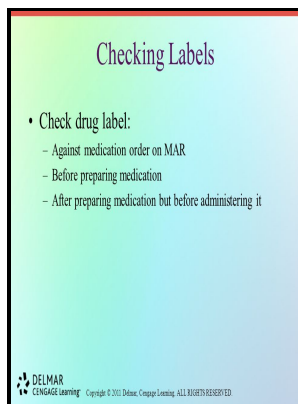 Checking Labels
• Check drug label:
– Against medication order on MAR
– Before preparing medication
– After preparing medication but before administering it
DELMAR
CENGAGE Learning
Copyright © 2011 Delmar, Cengage Learning. ALL RIGHTS RESERVED.